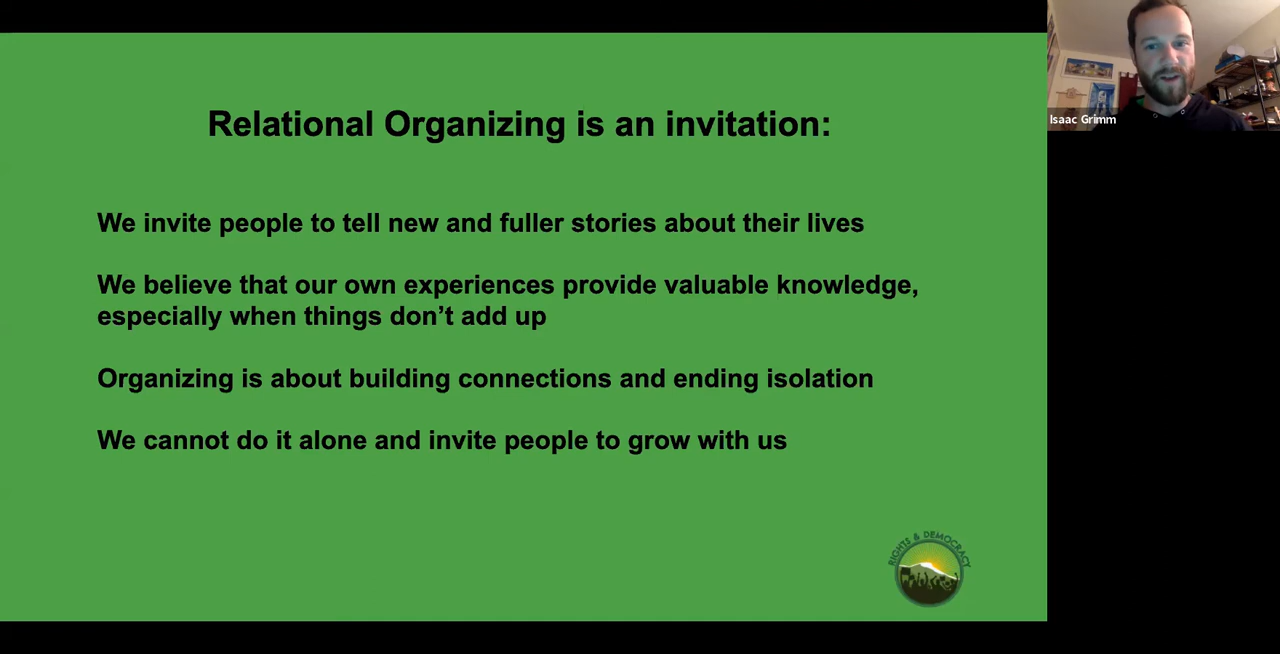 Relational Organizing is an invitation:
We invite people to tell new and fuller stories about their lives
We believe that our own experiences provide valuable knowledge,
especially when things don’t add up
Organizing is about building connections and ending isolation
We cannot do it alone and invite people to grow with us
RIGHTS & DEMOCRACY
Isaac Grimm